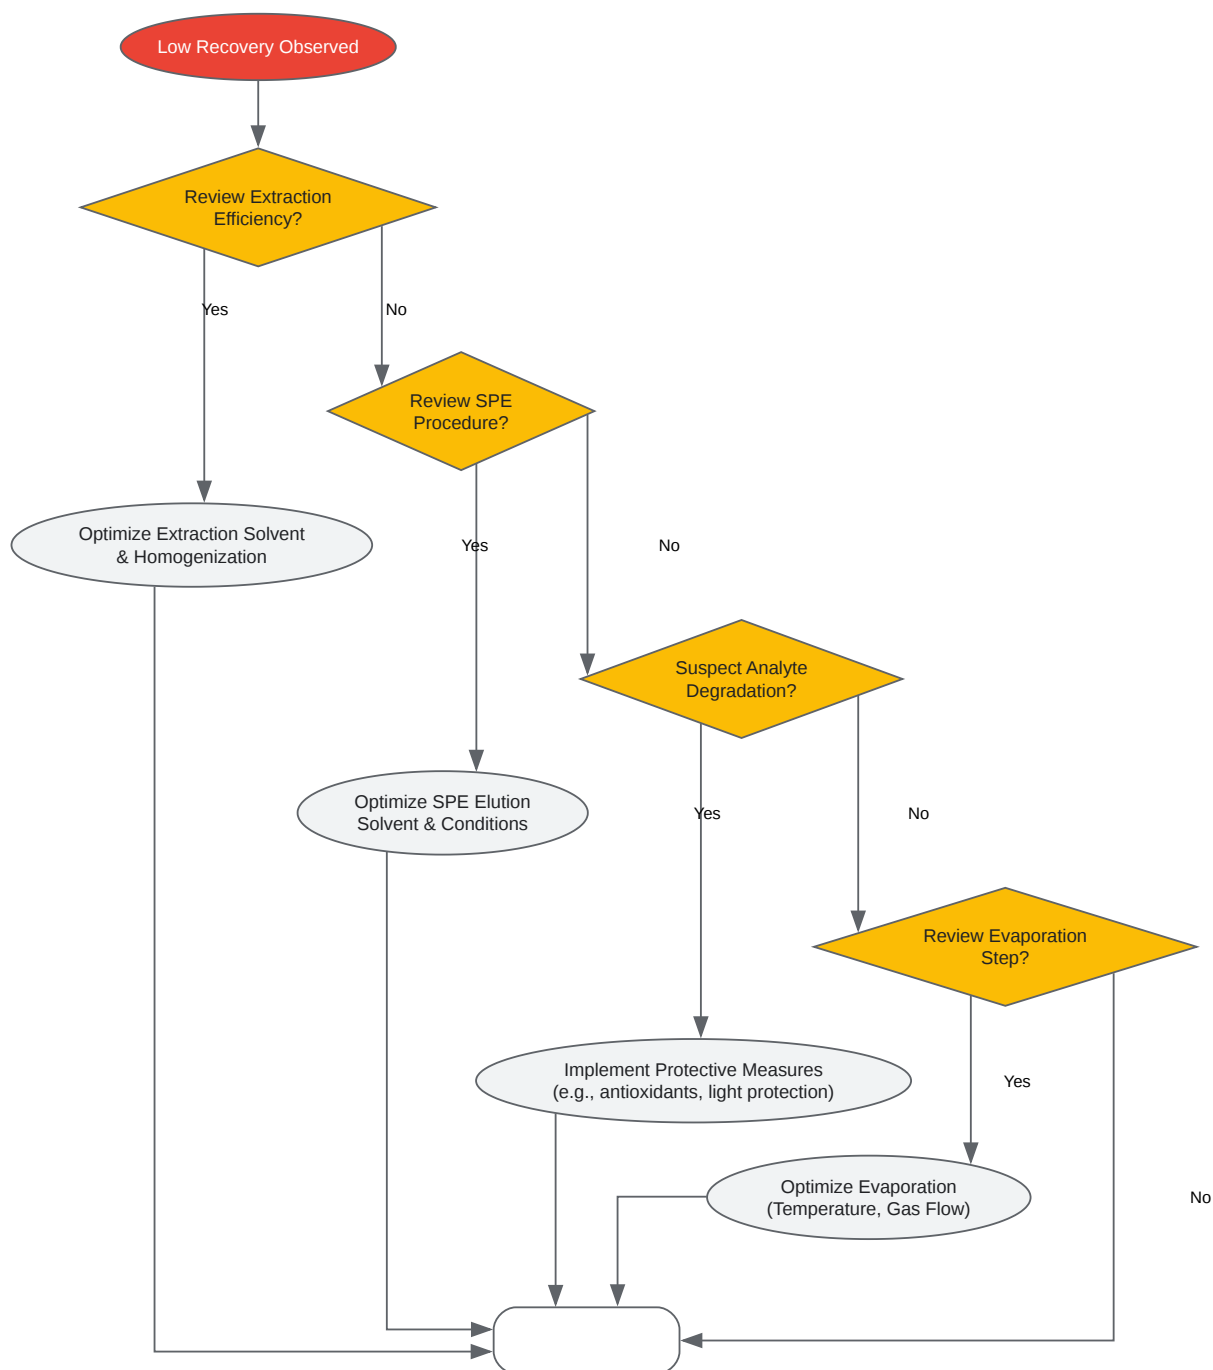 Low Recovery Observed
Review Extraction
Efficiency?
Yes
No
Review SPE
Procedure?
Optimize Extraction Solvent
& Homogenization
Yes
No
Suspect Analyte
Degradation?
Optimize SPE Elution
Solvent & Conditions
Yes
No
Review Evaporation
Step?
Implement Protective Measures
(e.g., antioxidants, light protection)
Yes
Optimize Evaporation
(Temperature, Gas Flow)
No